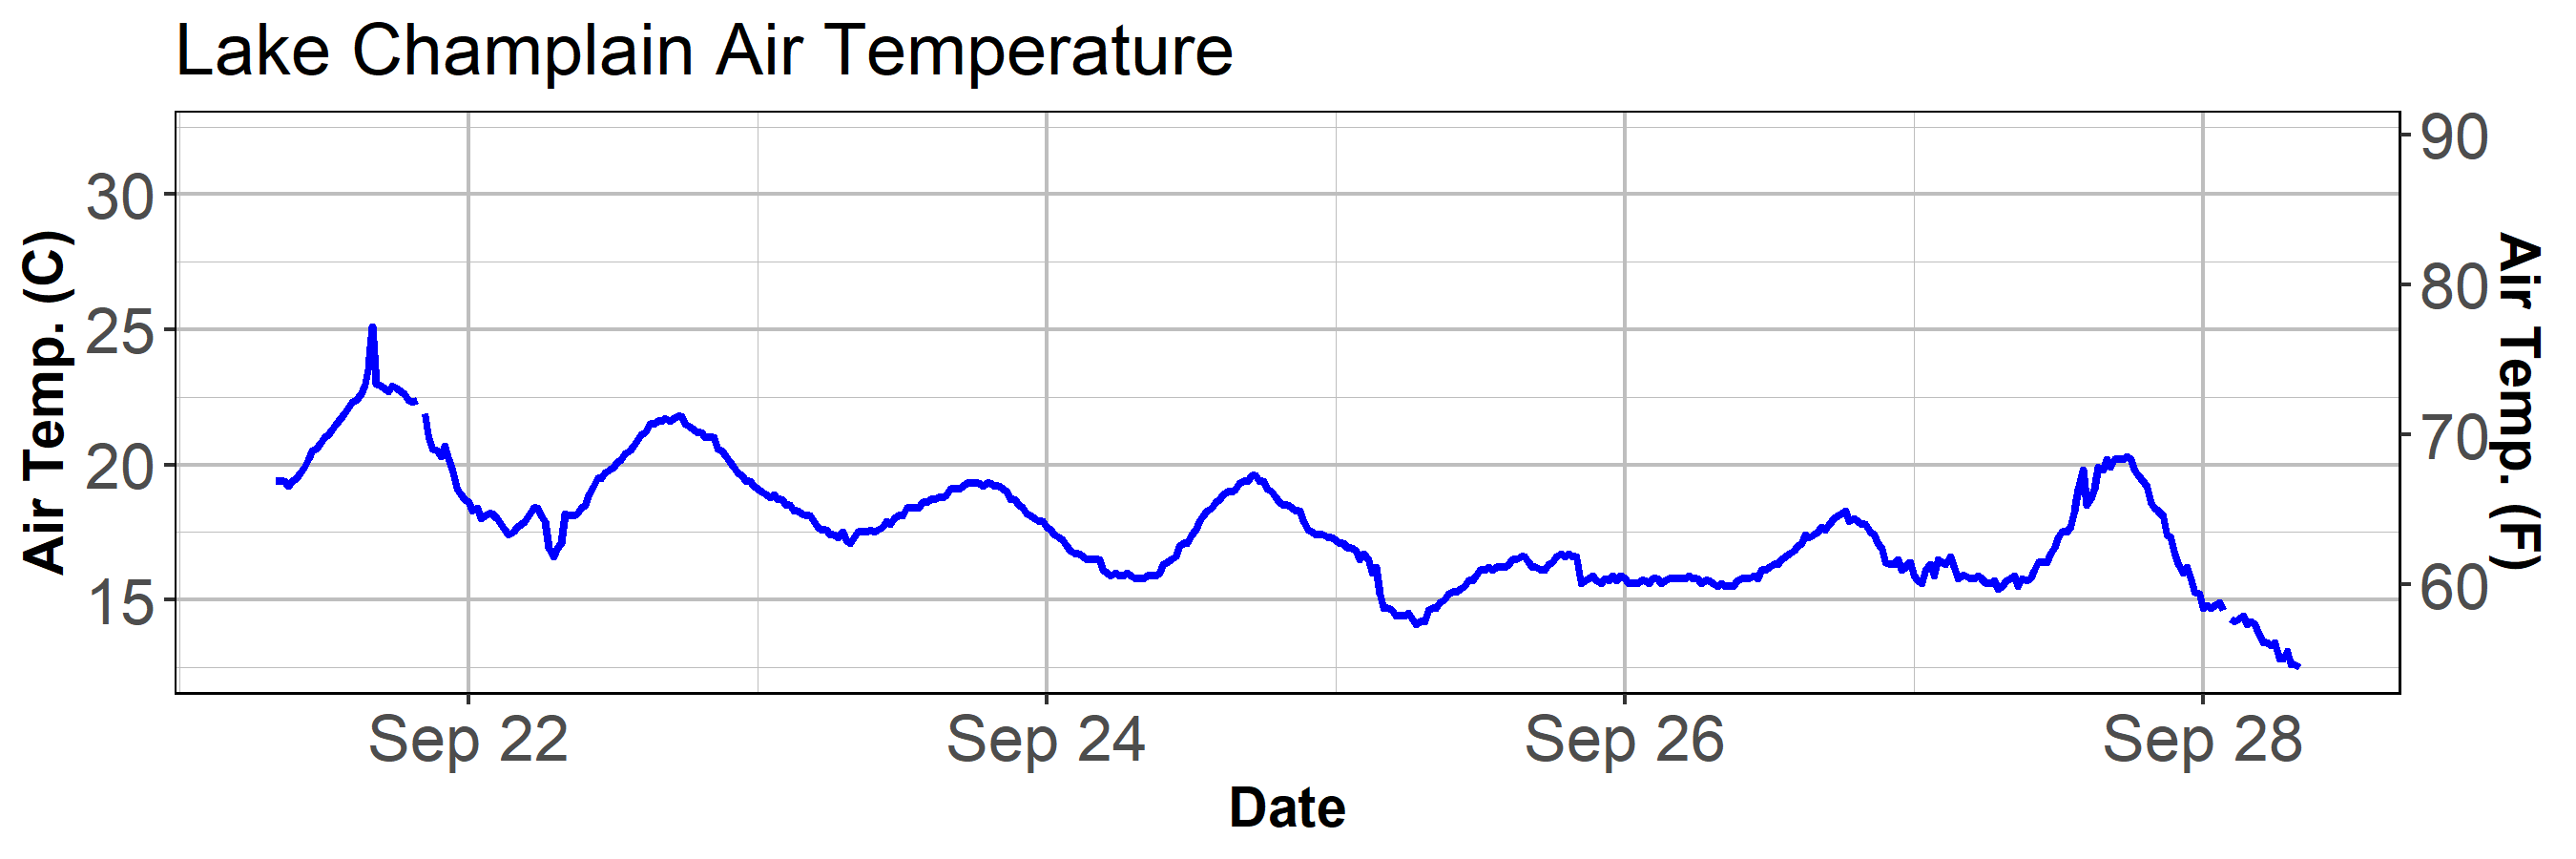 Lake Champlain Air Temperature
Air Temp. (C)
30
25
20
15
90
80
70
60
Air Temp. (F)
Sep 22
Sep 24
Sep 26
Sep 28
Date